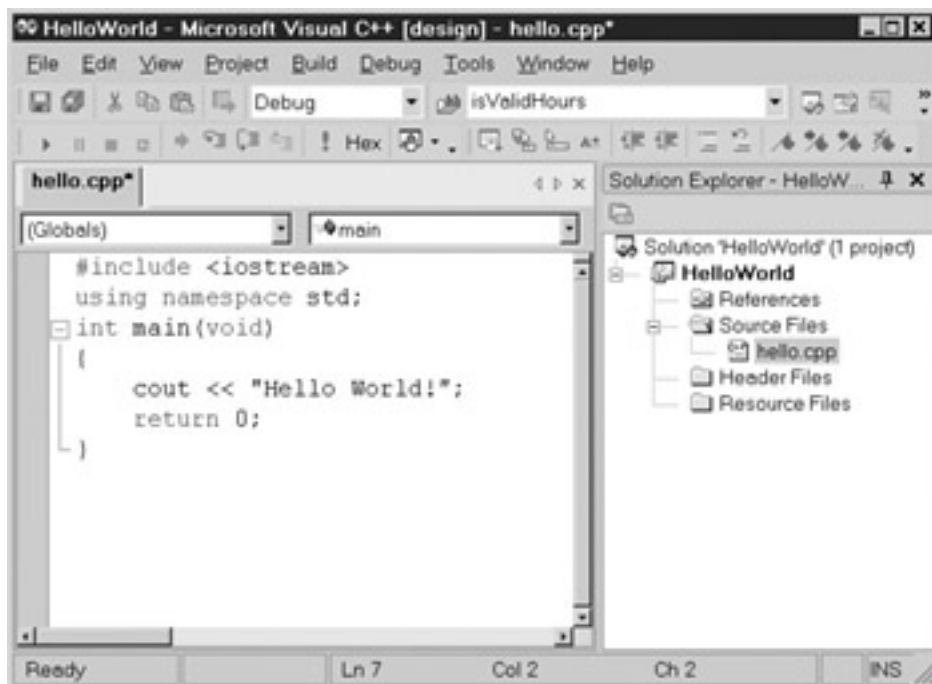 HelloWorld - Microsoft Visual C++ [design] - hello.cpp*
File Edit View Project Build Debug Tools Window Help
Debug isValidHours
Hex
hello.cpp*
Solution Explorer - HelloW...
(Globals) main
#include <iostream>
using namespace std;
int main(void)
{
cout << "Hello World!";
return 0;
}
Solution 'HelloWorld' (1 project)
HelloWorld
References
Source Files
hello.cpp
Header Files
Resource Files
Ready Ln 7 Col 2 Ch 2 INS